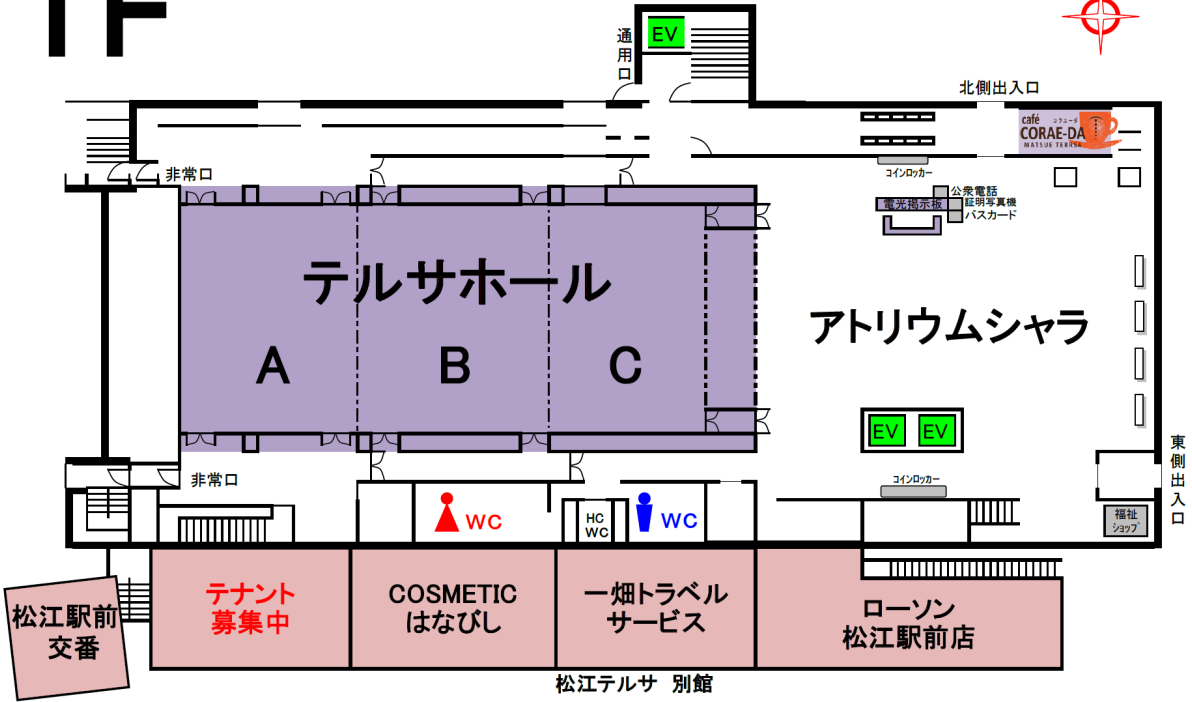 通用口
EV
北側出入口
café
コラエーダ
CORAE-DA
MATSUE TERRSA
コインロッカー
非常口
公衆電話
証明写真機
電光掲示板
バスカード
テルサホール
アトリウムシャラ
A
B
C
EV
EV
東側出入口
非常口
コインロッカー
WC
HC
WC
WC
福祉
ショップ
テナント
募集中
COSMETIC
はなびし
一畑トラベル
サービス
ローソン
松江駅前店
松江駅前
交番
松江テルサ 別館